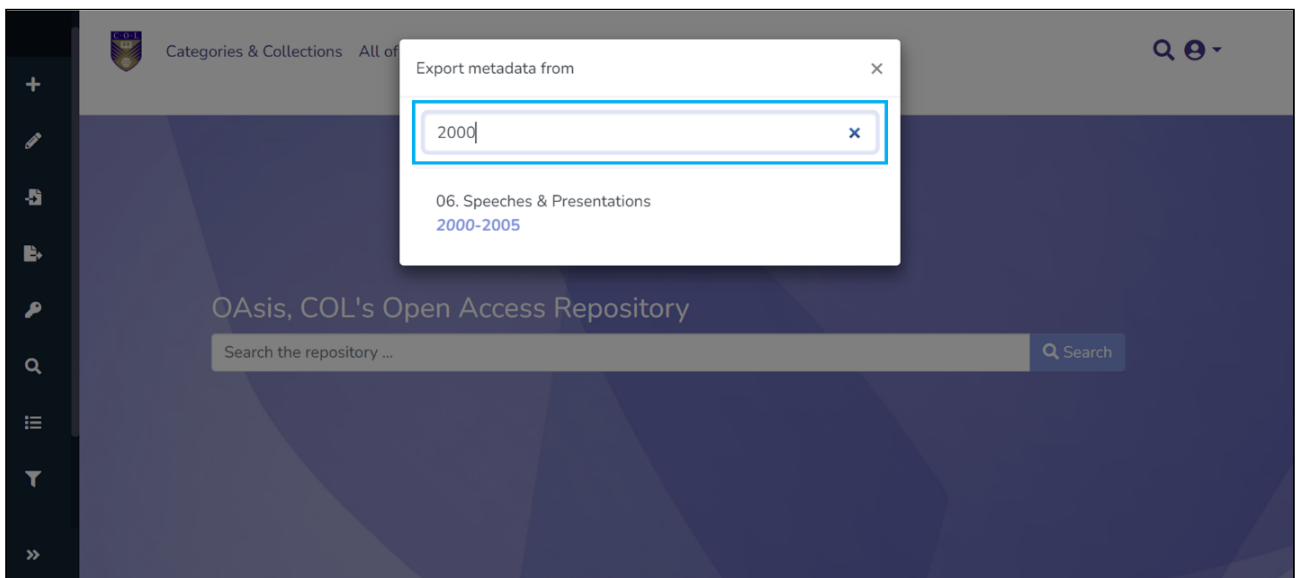 C-O-L
Categories & Collections All of
Export metadata from
2000
06. Speeches & Presentations
2000-2005
OAsis, COL's Open Access Repository
Search the repository ...
Search